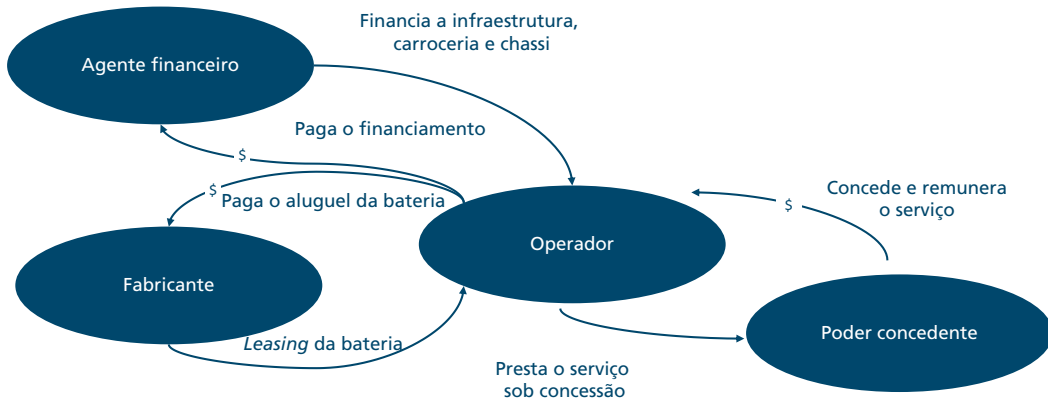 Financia a infraestrutura,
carroceria e chassi
Agente financeiro
Paga o financiamento
$
$
Paga o aluguel da bateria
Concede e remunera
o serviço
$
Operador
Fabricante
Poder concedente
Leasing da bateria
Presta o serviço
sob concessão